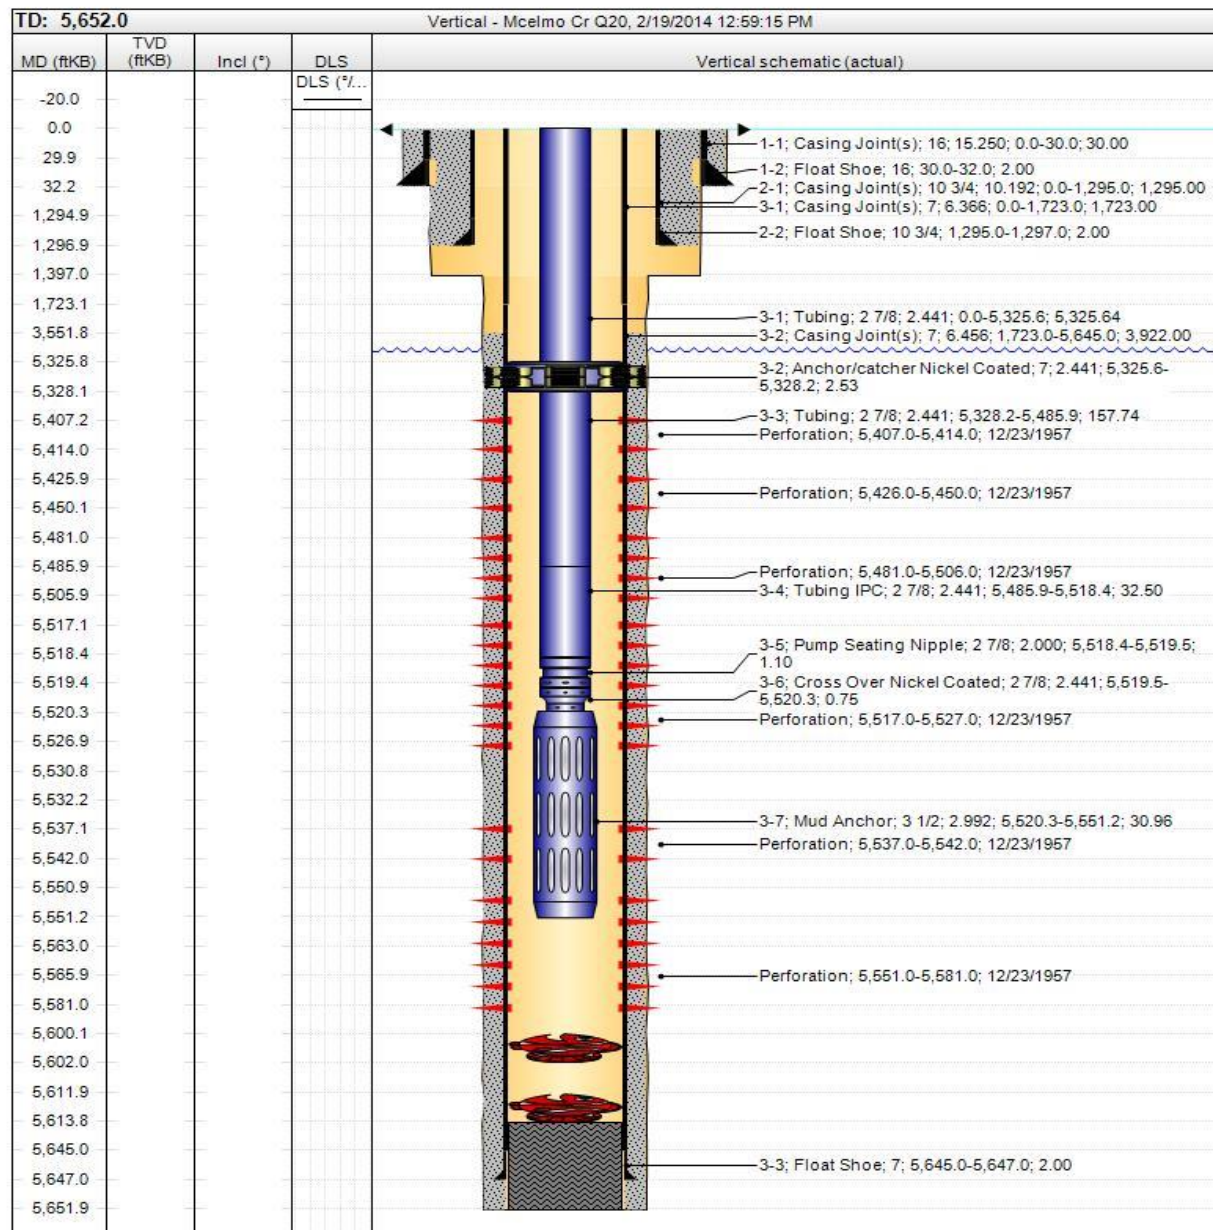 TD: 5,652.0
Vertical - Mcelmo Cr Q20, 2/19/2014 12:59:15 PM
MD (ftKB)
TVD
(ftKB)
Incl (°)
DLS
Vertical schematic (actual)
DLS (°/...
-20.0
0.0
29.9
32.2
1,294.9
1,296.9
1,397.0
1,723.1
3,551.8
5,325.8
5,328.1
5,407.2
5,414.0
5,425.9
5,450.1
5,481.0
5,485.9
5,505.9
5,517.1
5,518.4
5,519.4
5,520.3
5,526.9
5,530.8
5,532.2
5,537.1
5,542.0
5,550.9
5,551.2
5,563.0
5,565.9
5,581.0
5,600.1
5,602.0
5,611.9
5,613.8
5,645.0
5,647.0
5,651.9
1-1; Casing Joint(s); 16; 15.250; 0.0-30.0; 30.00
1-2; Float Shoe; 16; 30.0-32.0; 2.00
2-1; Casing Joint(s); 10 3/4; 10.192; 0.0-1,295.0; 1,295.00
3-1; Casing Joint(s); 7; 6.366; 0.0-1,723.0; 1,723.00
2-2; Float Shoe; 10 3/4; 1,295.0-1,297.0; 2.00
3-1; Tubing; 2 7/8; 2.441; 0.0-5,325.6; 5,325.64
3-2; Casing Joint(s); 7; 6.456; 1,723.0-5,645.0; 3,922.00
3-2; Anchor/catcher Nickel Coated; 7; 2.441; 5,325.6-
5,328.2; 2.53
3-3; Tubing; 2 7/8; 2.441; 5,328.2-5,485.9; 157.74
Perforation; 5,407.0-5,414.0; 12/23/1957
Perforation; 5,426.0-5,450.0; 12/23/1957
Perforation; 5,481.0-5,506.0; 12/23/1957
3-4; Tubing IPC; 2 7/8; 2.441; 5,485.9-5,518.4; 32.50
3-5; Pump Seating Nipple; 2 7/8; 2.000; 5,518.4-5,519.5;
1.10
3-6; Cross Over Nickel Coated; 2 7/8; 2.441; 5,519.5-
5,520.3; 0.75
Perforation; 5,517.0-5,527.0; 12/23/1957
3-7; Mud Anchor; 3 1/2; 2.992; 5,520.3-5,551.2; 30.96
Perforation; 5,537.0-5,542.0; 12/23/1957
Perforation; 5,551.0-5,581.0; 12/23/1957
3-3; Float Shoe; 7; 5,645.0-5,647.0; 2.00